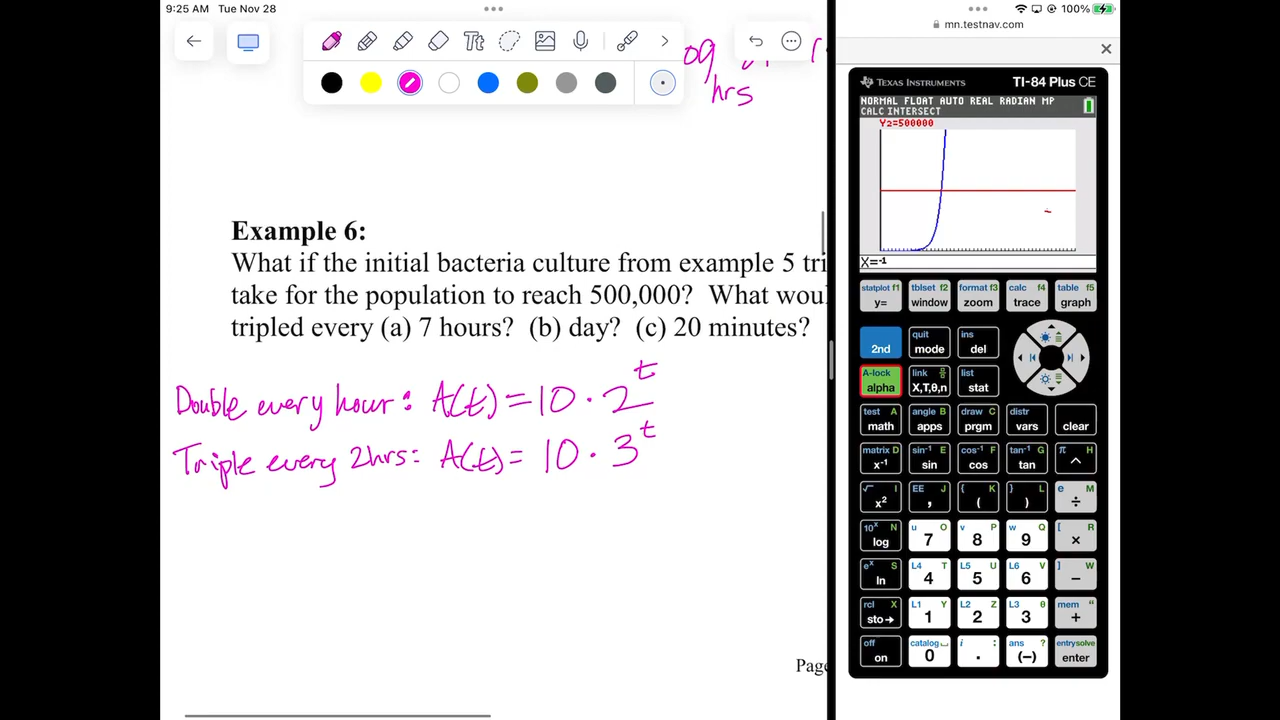 9:25 AM Tue Nov 28
100%
mn.testnav.com
Tt
hrs
Example 6:
What if the initial bacteria culture from example 5 tri
take for the population to reach 500,000? What wou
tripled every (a) 7 hours? (b) day? (c) 20 minutes?
Double every hour: A(t) = 10 · 2^t
Triple every 2hrs: A(t) = 10 · 3^t
Page
TEXAS INSTRUMENTS TI-84 Plus CE
NORMAL FLOAT AUTO REAL RADIAN MP
CALC INTERSECT
Y2=500000
X=-1
statplot f1 tblset f2 format f3 calc f4 table f5
y= window zoom trace graph
quit ins
2nd mode del
A-lock link list
alpha X,T,θ,n stat
test A angle B draw C distr
math apps prgm vars clear
matrix D sin⁻¹ E cos⁻¹ F tan⁻¹ G π H
x⁻¹ sin cos tan ^
√ I EE J { K } L e M
x² , ( ) ÷
10ˣ N u O v P w Q [ R
log 7 8 9 ×
eˣ S L4 T L5 U L6 V ] W
ln 4 5 6 −
rcl X L1 Y L2 Z L3 θ mem "
sto→ 1 2 3 +
off catalog i : ans ? entry solve
on 0 . (−) enter